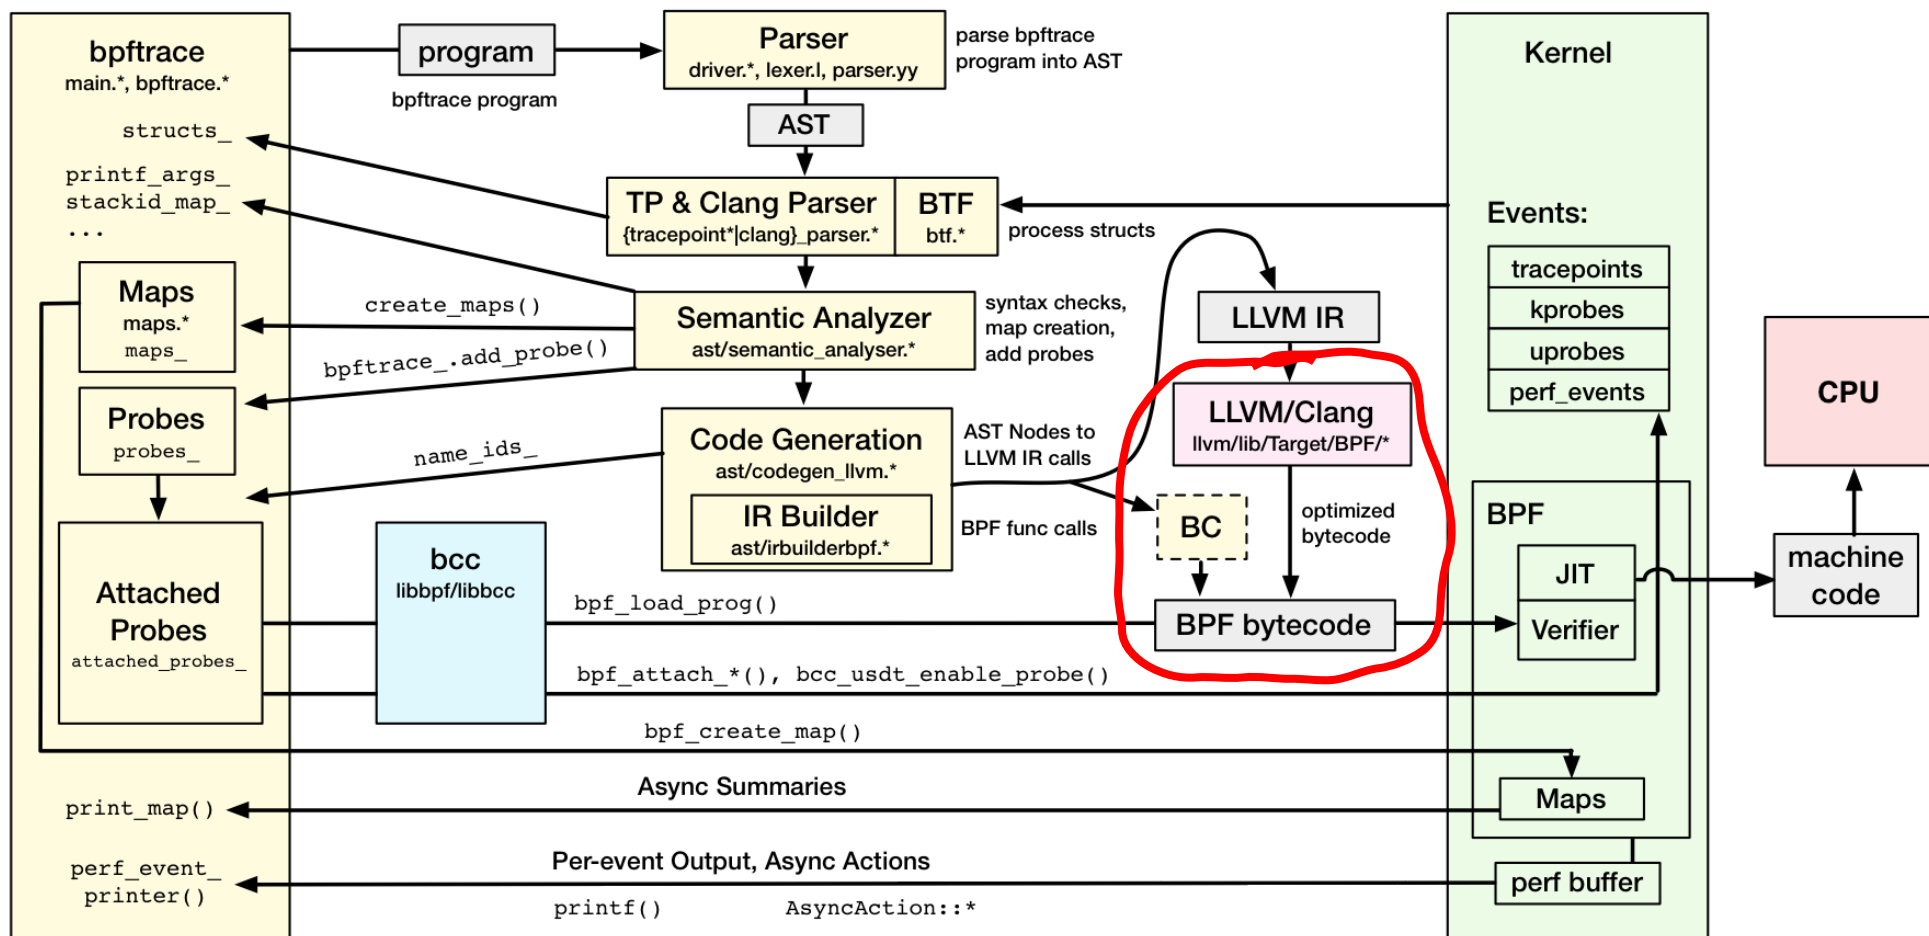 bpftrace
main.*, bpftrace.*
structs_
printf_args_
stackid_map_
...
Maps
maps.*
maps_
Probes
probes_
Attached
Probes
attached_probes_
print_map()
perf_event_
printer()
program
bpftrace program
Parser
driver.*, lexer.l, parser.yy
parse bpftrace
program into AST
AST
TP & Clang Parser
{tracepoint*|clang}_parser.*
BTF
btf.*
process structs
create_maps()
bpftrace_.add_probe()
name_ids_
Semantic Analyzer
ast/semantic_analyser.*
syntax checks,
map creation,
add probes
Code Generation
ast/codegen_llvm.*
IR Builder
ast/irbuilderbpf.*
AST Nodes to
LLVM IR calls
BPF func calls
LLVM IR
LLVM/Clang
llvm/lib/Target/BPF/*
BC
optimized
bytecode
BPF bytecode
bcc
libbpf/libbcc
bpf_load_prog()
bpf_attach_*(), bcc_usdt_enable_probe()
bpf_create_map()
Async Summaries
Per-event Output, Async Actions
printf()
AsyncAction::*
Kernel
Events:
tracepoints
kprobes
uprobes
perf_events
BPF
JIT
Verifier
Maps
perf buffer
CPU
machine
code